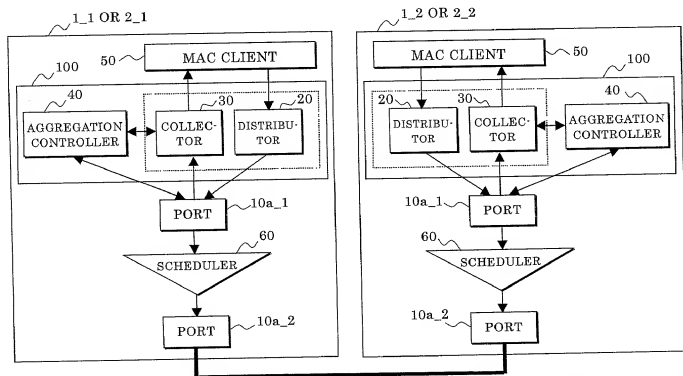 1_1 OR 2_1
50
MAC CLIENT
100
40
30
20
AGGREGATION
CONTROLLER
COLLEC-
TOR
DISTRIBU-
TOR
PORT
10a_1
60
SCHEDULER
PORT
10a_2
1_2 OR 2_2
MAC CLIENT
50
100
20
30
40
DISTRIBU-
TOR
COLLEC-
TOR
AGGREGATION
CONTROLLER
10a_1
PORT
60
SCHEDULER
10a_2
PORT